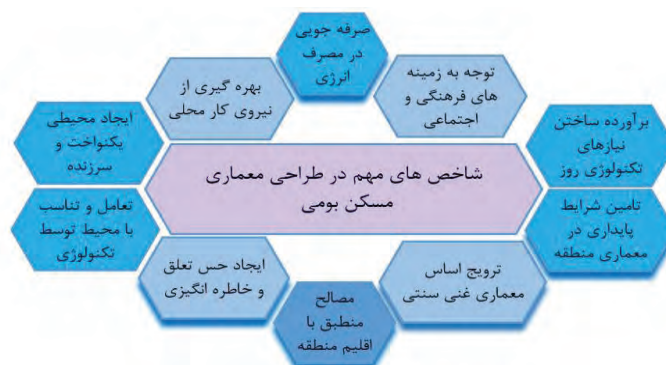 صرفه جویی
در مصرف
انرژی
توجه به زمینه
های فرهنگی و
اجتماعی
بهره گیری از
نیروی کار محلی
برآورده ساختن
نیازهای
تکنولوژی روز
ایجاد محیطی
یکنواخت و
سرزنده
شاخص های مهم در طراحی معماری
مسکن بومی
تامین شرایط
پایداری در
معماری منطقه
تعامل و تناسب
با محیط توسط
تکنولوژی
ترویج اساس
معماری غنی سنتی
ایجاد حس تعلق
و خاطره انگیزی
مصالح
منطبق با
اقلیم منطقه